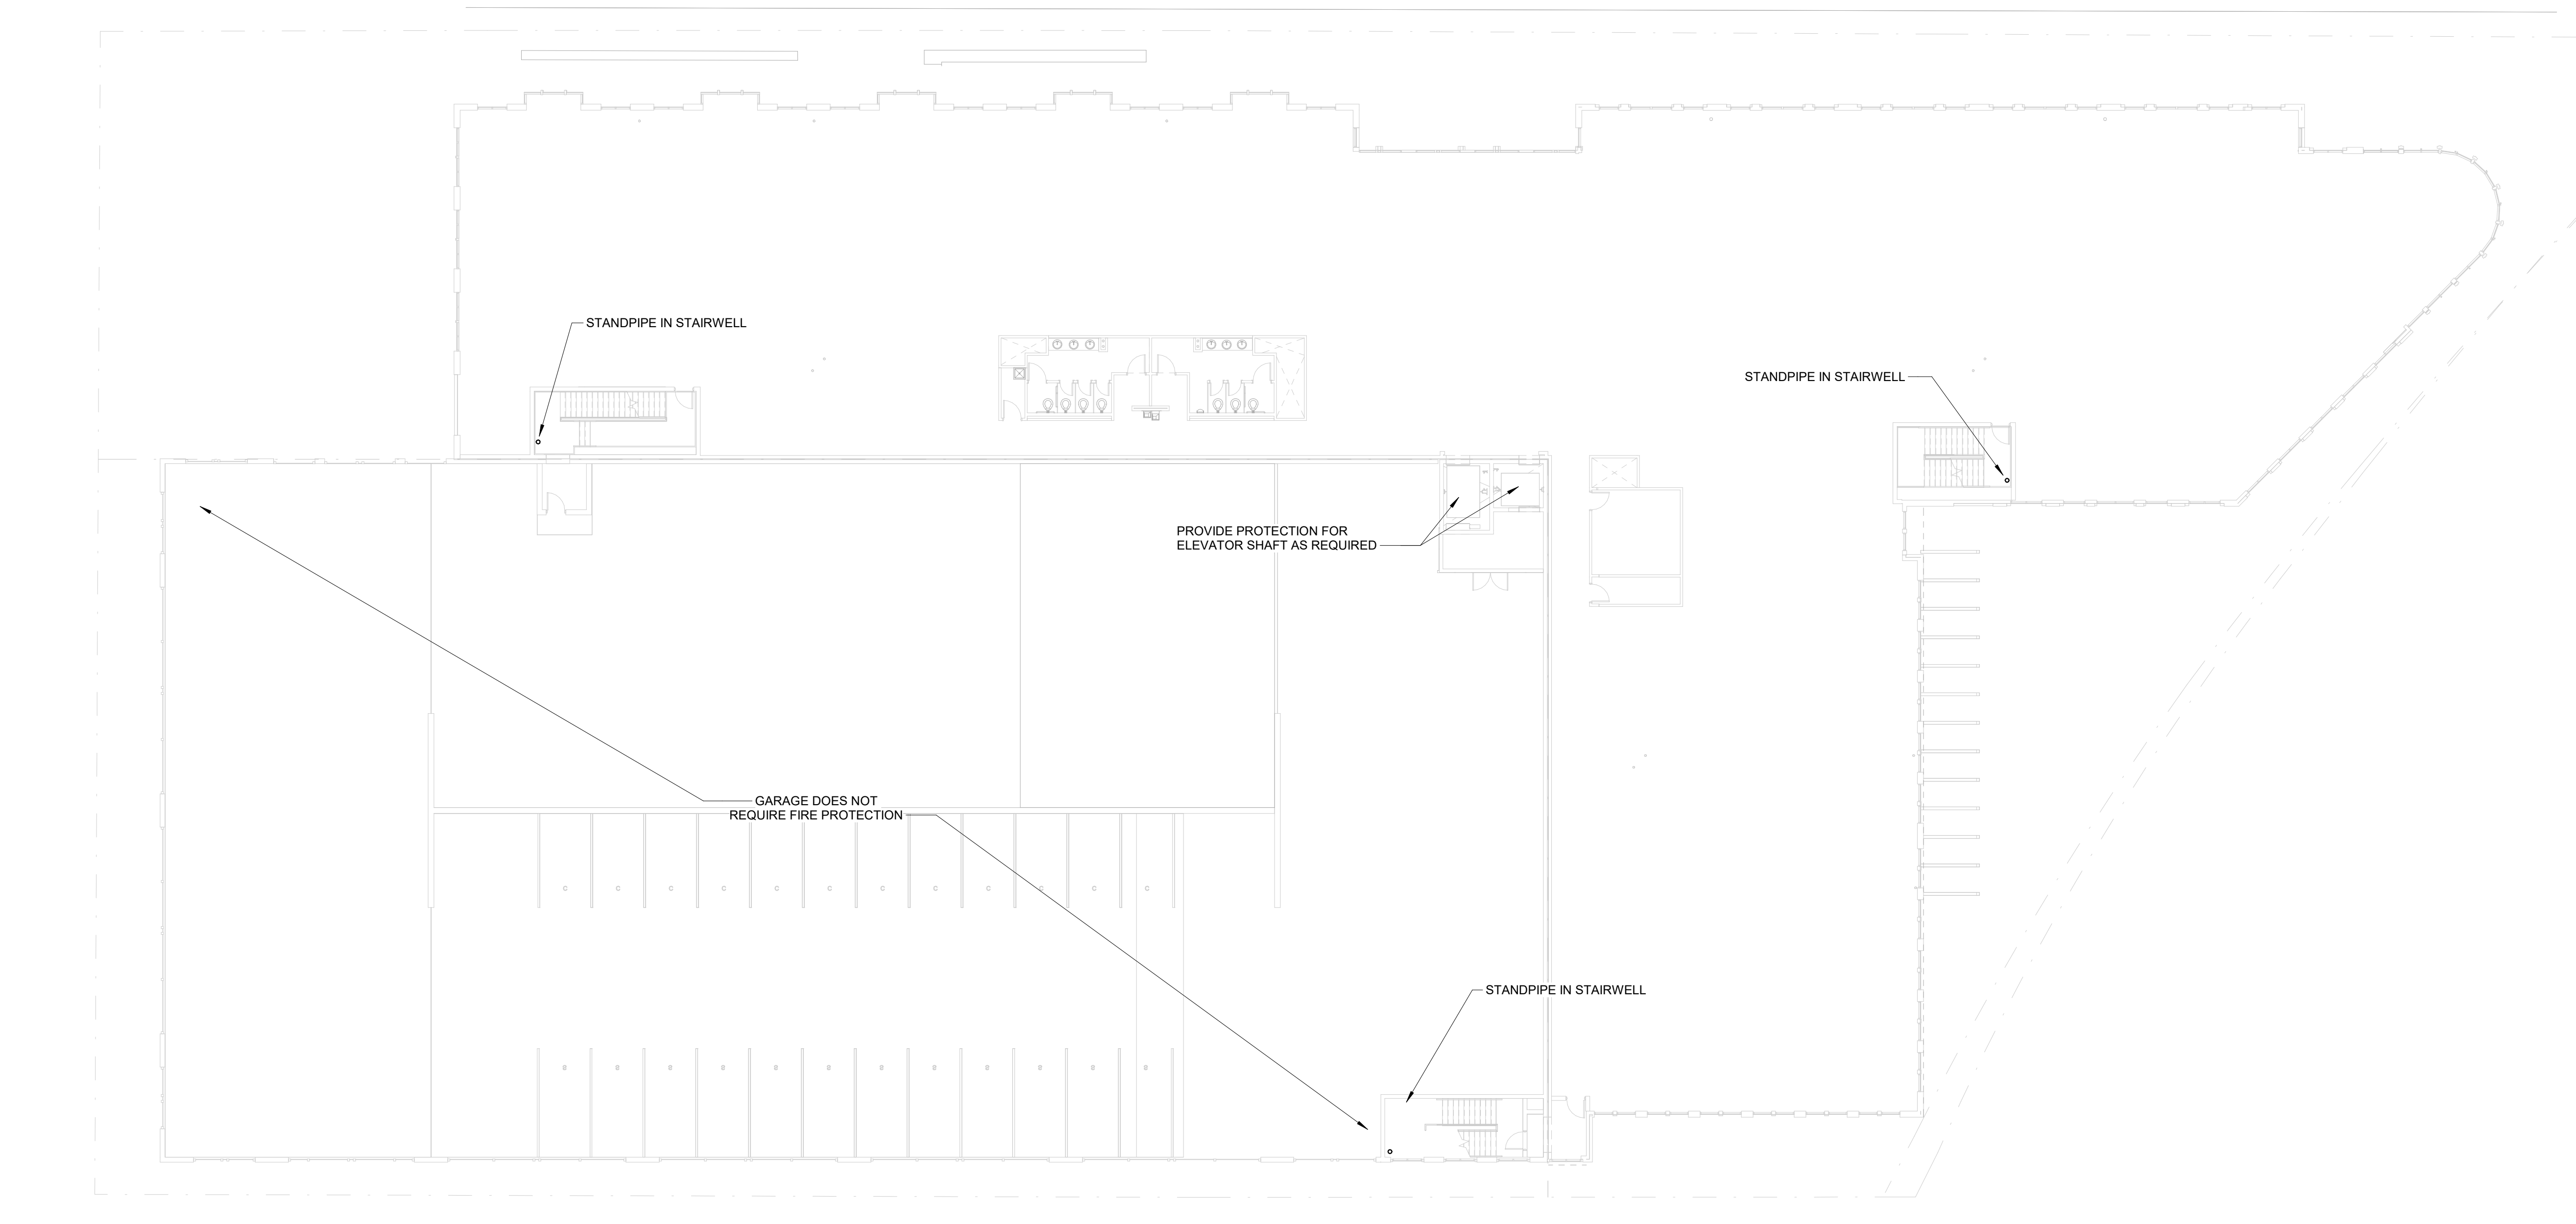 STANDPIPE IN STAIRWELL
STANDPIPE IN STAIRWELL
PROVIDE PROTECTION FOR
ELEVATOR SHAFT AS REQUIRED
GARAGE DOES NOT
REQUIRE FIRE PROTECTION
C C C C C C C C C C C C
STANDPIPE IN STAIRWELL